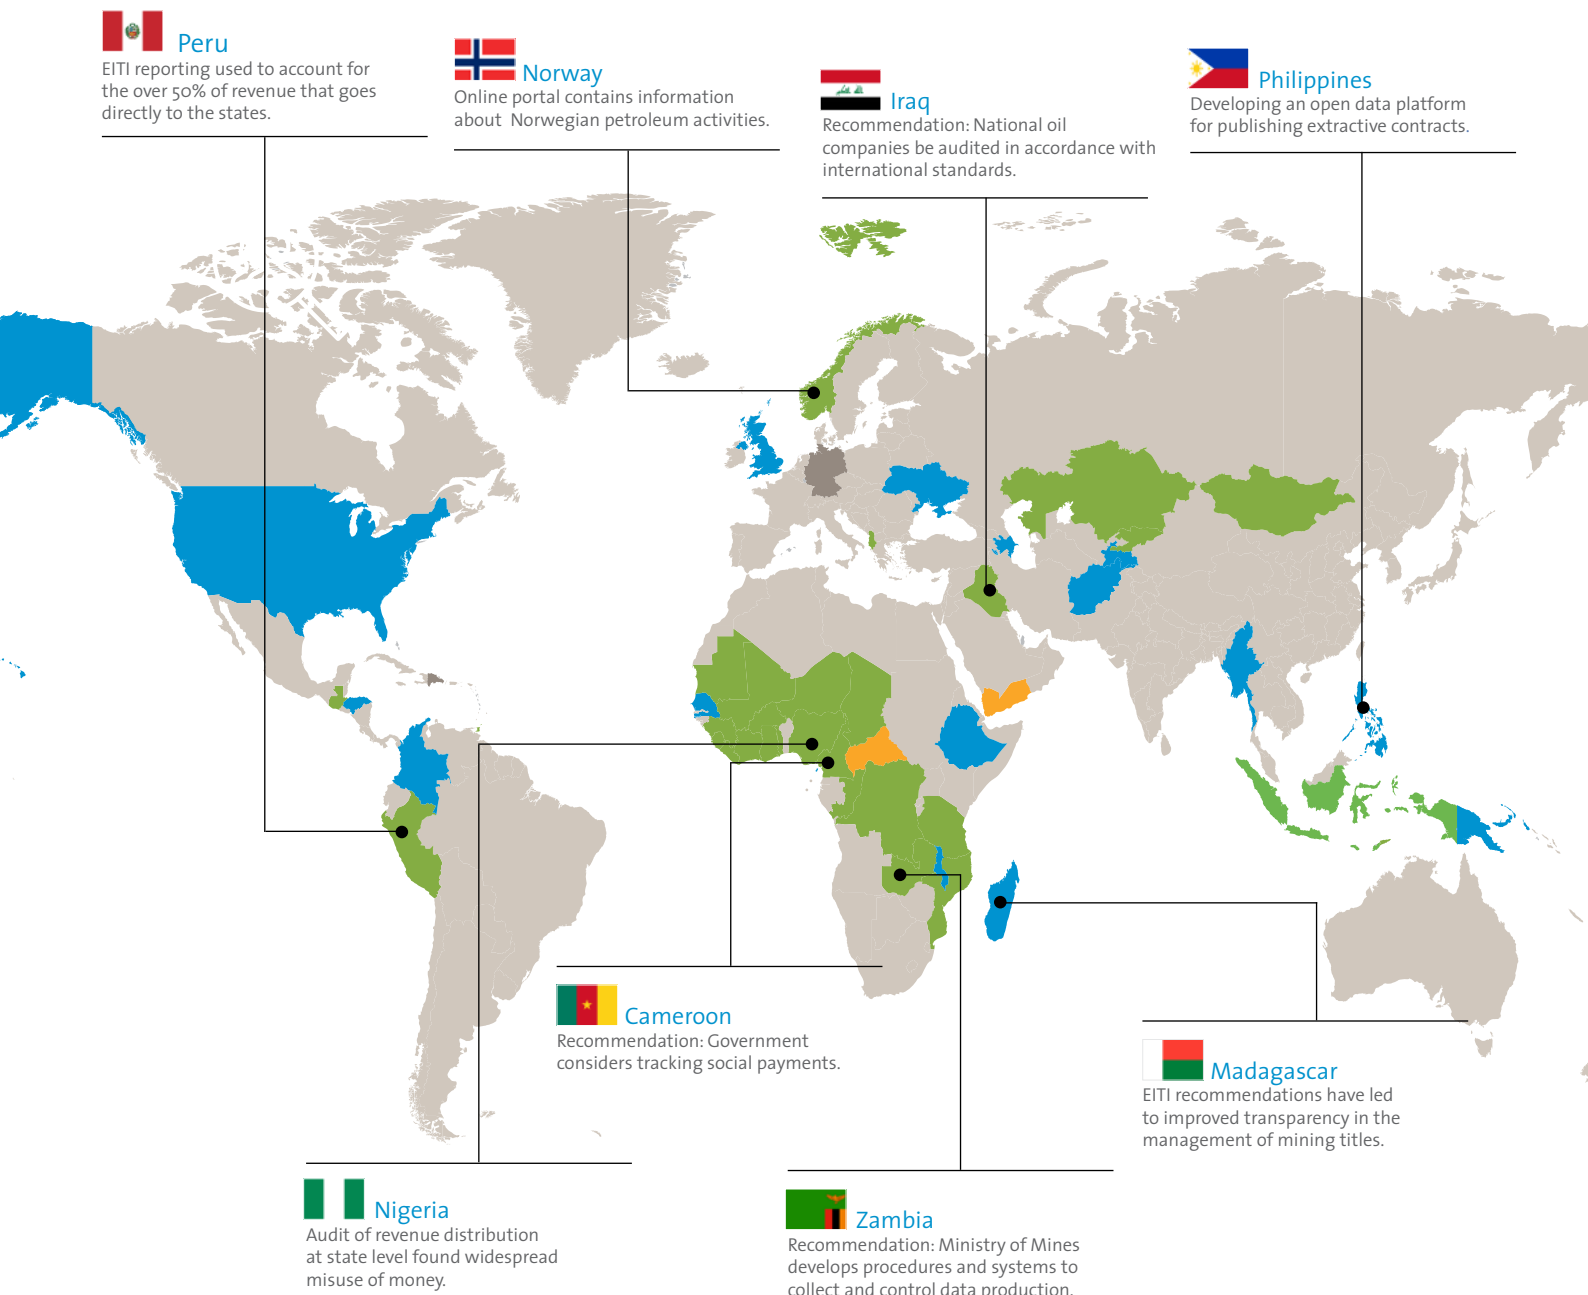 Peru
EITI reporting used to account for
the over 50% of revenue that goes
directly to the states.
Norway
Online portal contains information
about Norwegian petroleum activities.
Iraq
Recommendation: National oil
companies be audited in accordance with
international standards.
Philippines
Developing an open data platform
for publishing extractive contracts.
Cameroon
Recommendation: Government
considers tracking social payments.
Madagascar
EITI recommendations have led
to improved transparency in the
management of mining titles.
Nigeria
Audit of revenue distribution
at state level found widespread
misuse of money.
Zambia
Recommendation: Ministry of Mines
develops procedures and systems to
collect and control data production.